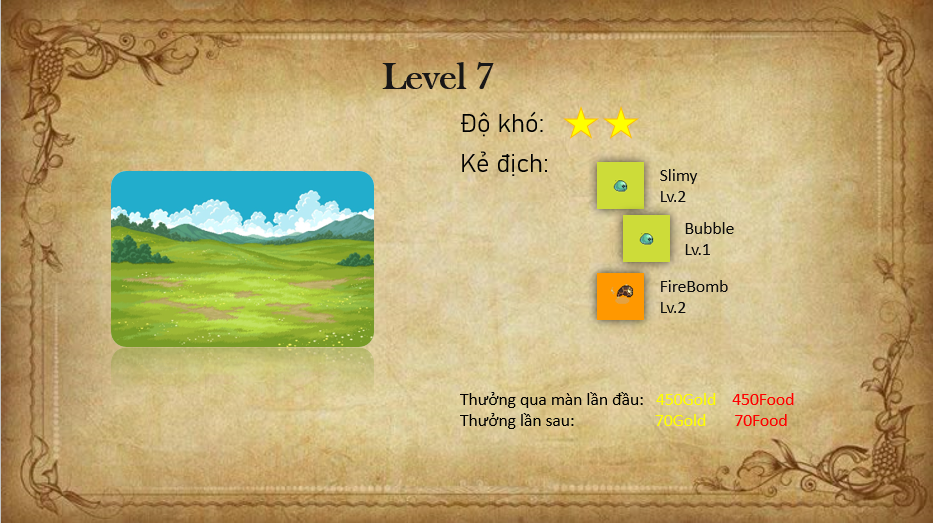 Level 7
Độ khó:
Kẻ địch:
Slimy
Lv.2
Bubble
Lv.1
FireBomb
Lv.2
Thưởng qua màn lần đầu: 450Gold 450Food
Thưởng lần sau: 70Gold 70Food